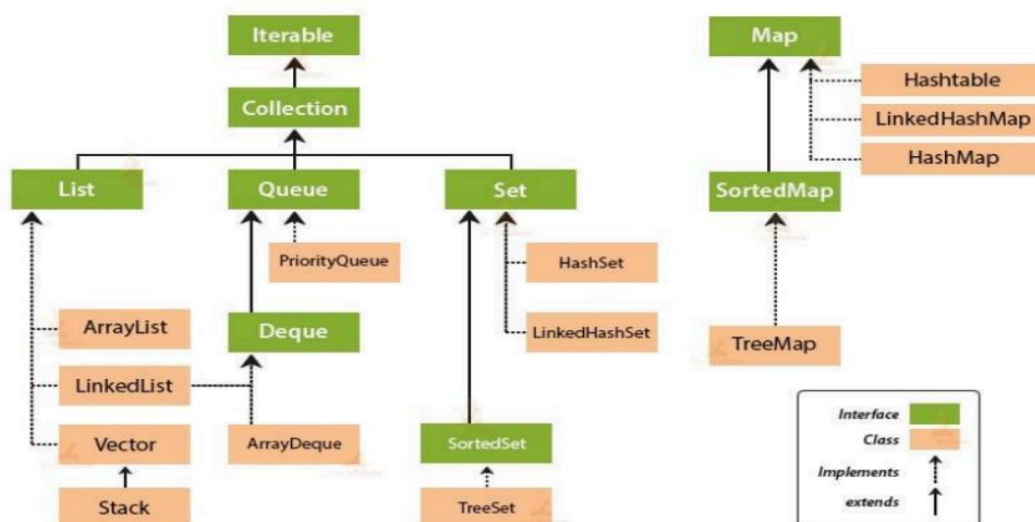 Iterable
Map
Collection
Hashtable
LinkedHashMap
HashMap
List
Queue
Set
SortedMap
PriorityQueue
HashSet
ArrayList
Deque
LinkedHashSet
TreeMap
LinkedList
Vector
ArrayDeque
SortedSet
Stack
TreeSet
Interface
Class
Implements
extends